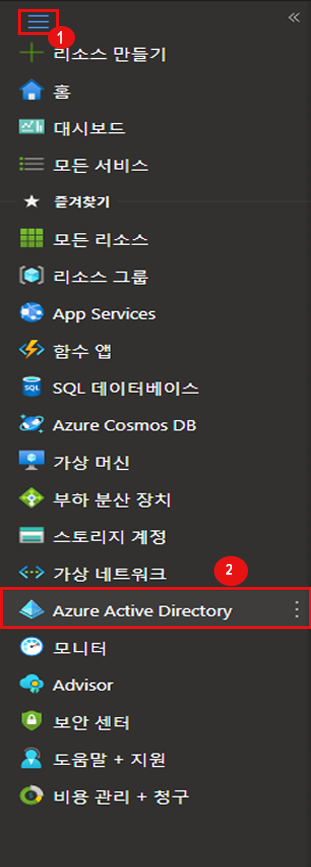 «
1
리소스 만들기
홈
대시보드
모든 서비스
즐겨찾기
모든 리소스
리소스 그룹
App Services
함수 앱
SQL 데이터베이스
Azure Cosmos DB
가상 머신
부하 분산 장치
스토리지 계정
가상 네트워크
2
Azure Active Directory
모니터
Advisor
보안 센터
도움말 + 지원
비용 관리 + 청구